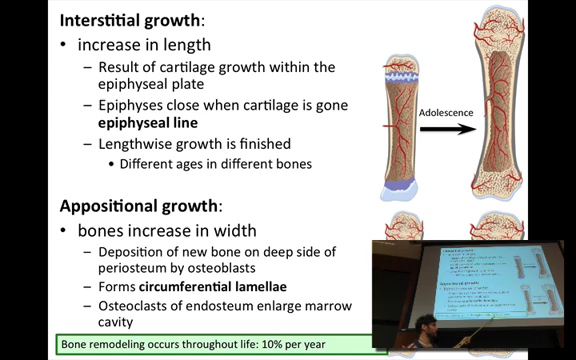 Interstitial growth:
• increase in length
– Result of cartilage growth within the
epiphyseal plate
– Epiphyses close when cartilage is gone
epiphyseal line
– Lengthwise growth is finished
• Different ages in different bones
Adolescence
Appositional growth:
• bones increase in width
– Deposition of new bone on deep side of
periosteum by osteoblasts
– Forms circumferential lamellae
– Osteoclasts of endosteum enlarge marrow
cavity
Bone remodeling occurs throughout life: 10% per year